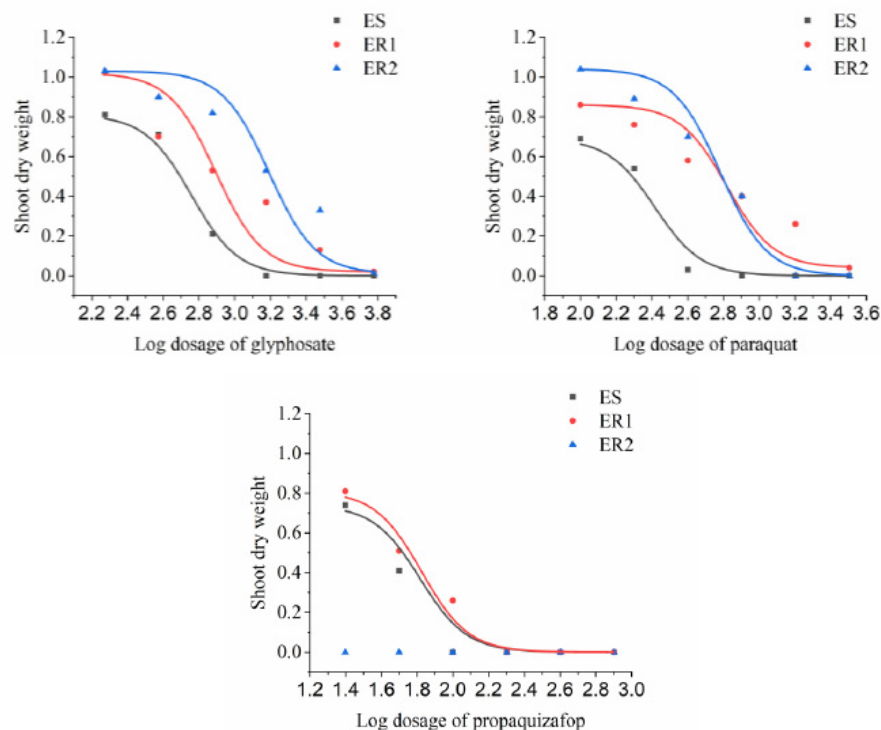 ES
ER1
ER2
1.2
1.0
0.8
0.6
0.4
0.2
0.0
Shoot dry weight
2.2 2.4 2.6 2.8 3.0 3.2 3.4 3.6 3.8
Log dosage of glyphosate
ES
ER1
ER2
1.2
1.0
0.8
0.6
0.4
0.2
0.0
Shoot dry weight
1.8 2.0 2.2 2.4 2.6 2.8 3.0 3.2 3.4 3.6
Log dosage of paraquat
ES
ER1
ER2
1.2
1.0
0.8
0.6
0.4
0.2
0.0
Shoot dry weight
1.2 1.4 1.6 1.8 2.0 2.2 2.4 2.6 2.8 3.0
Log dosage of propaquizafop